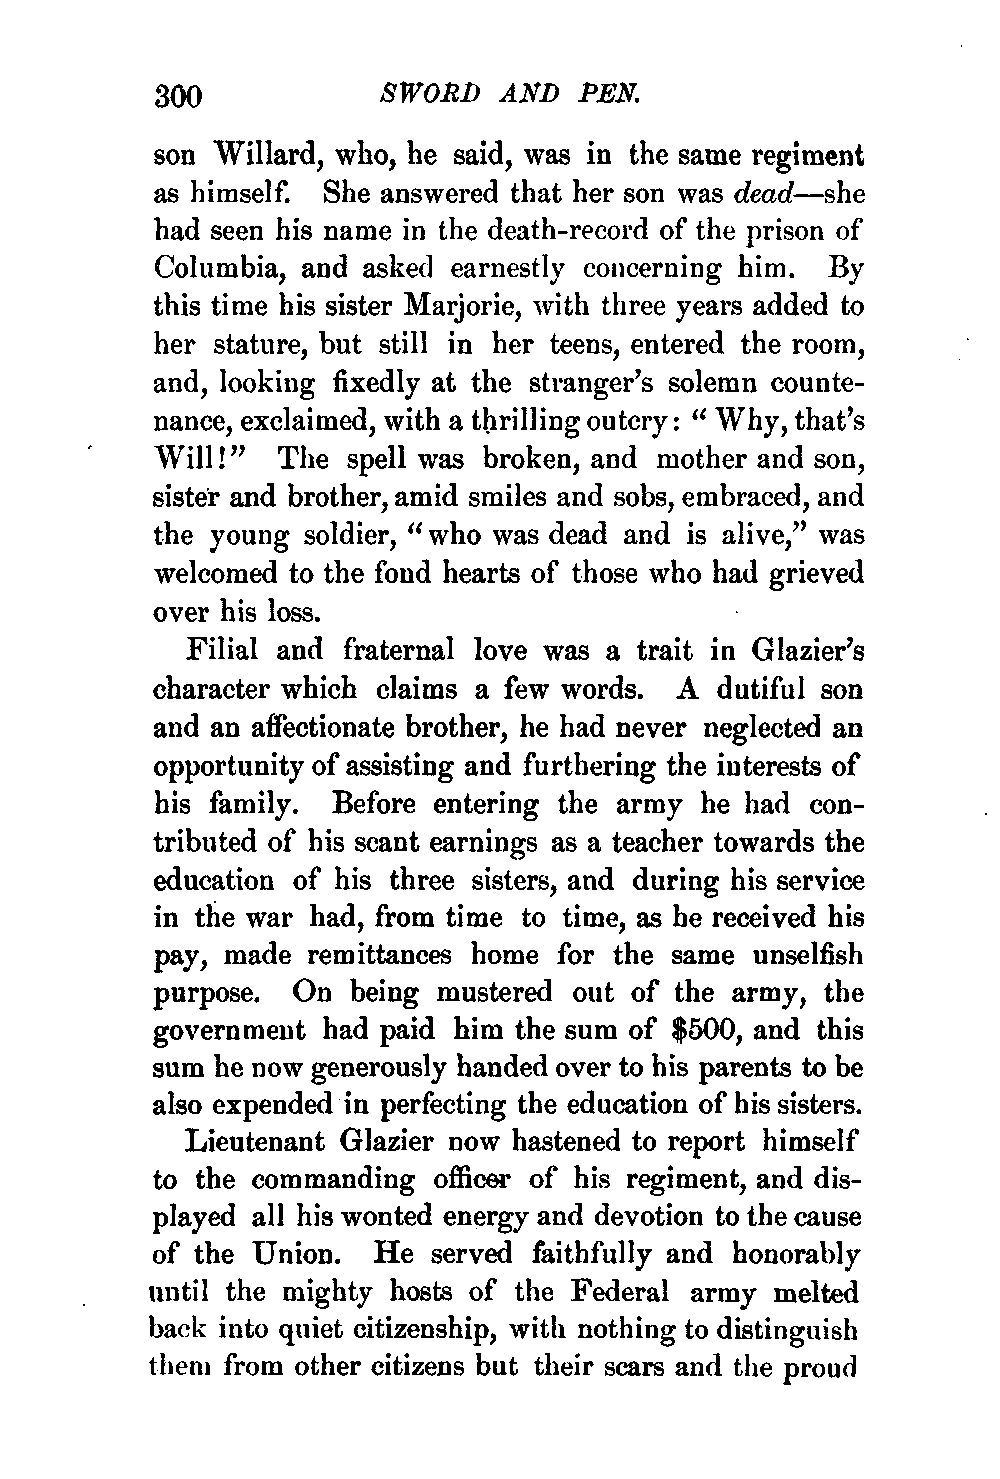 300 SWORD AND PEN.
son Willard, who, he said, was in the same regiment
as himself. She answered that her son was dead—she
had seen his name in the death-record of the prison of
Columbia, and asked earnestly concerning him. By
this time his sister Marjorie, with three years added to
her stature, but still in her teens, entered the room,
and, looking fixedly at the stranger's solemn counte-
nance, exclaimed, with a thrilling outcry: “Why, that's
Will!” The spell was broken, and mother and son,
sister and brother, amid smiles and sobs, embraced, and
the young soldier, “who was dead and is alive,” was
welcomed to the fond hearts of those who had grieved
over his loss.
Filial and fraternal love was a trait in Glazier's
character which claims a few words. A dutiful son
and an affectionate brother, he had never neglected an
opportunity of assisting and furthering the interests of
his family. Before entering the army he had con-
tributed of his scant earnings as a teacher towards the
education of his three sisters, and during his service
in the war had, from time to time, as he received his
pay, made remittances home for the same unselfish
purpose. On being mustered out of the army, the
government had paid him the sum of $500, and this
sum he now generously handed over to his parents to be
also expended in perfecting the education of his sisters.
Lieutenant Glazier now hastened to report himself
to the commanding officer of his regiment, and dis-
played all his wonted energy and devotion to the cause
of the Union. He served faithfully and honorably
until the mighty hosts of the Federal army melted
back into quiet citizenship, with nothing to distinguish
them from other citizens but their scars and the proud